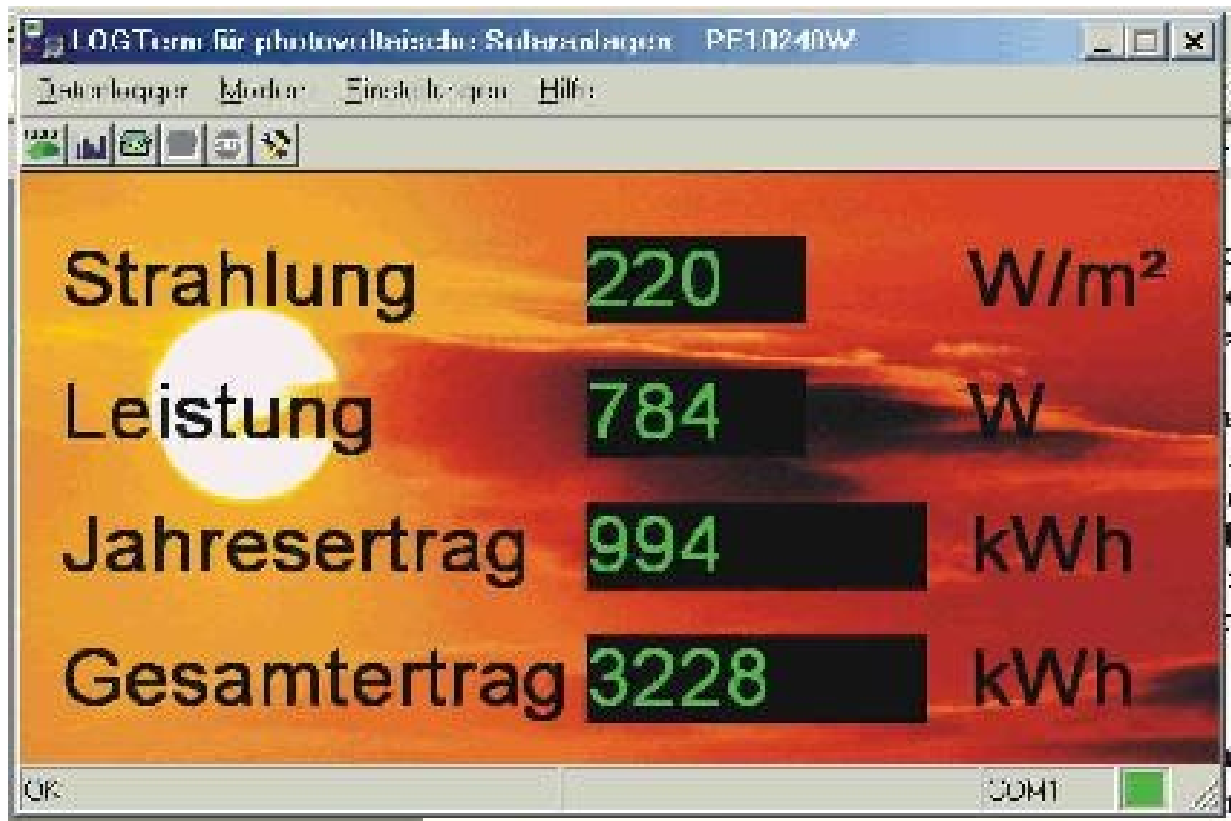 LOGTerm für photovoltaische Solaranlagen PE10240W
Datenlogger Modem Einstellungen Hilfe
Strahlung 220 W/m²
Leistung 784 W
Jahresertrag 994 kWh
Gesamtertrag 3228 kWh
OK COM1